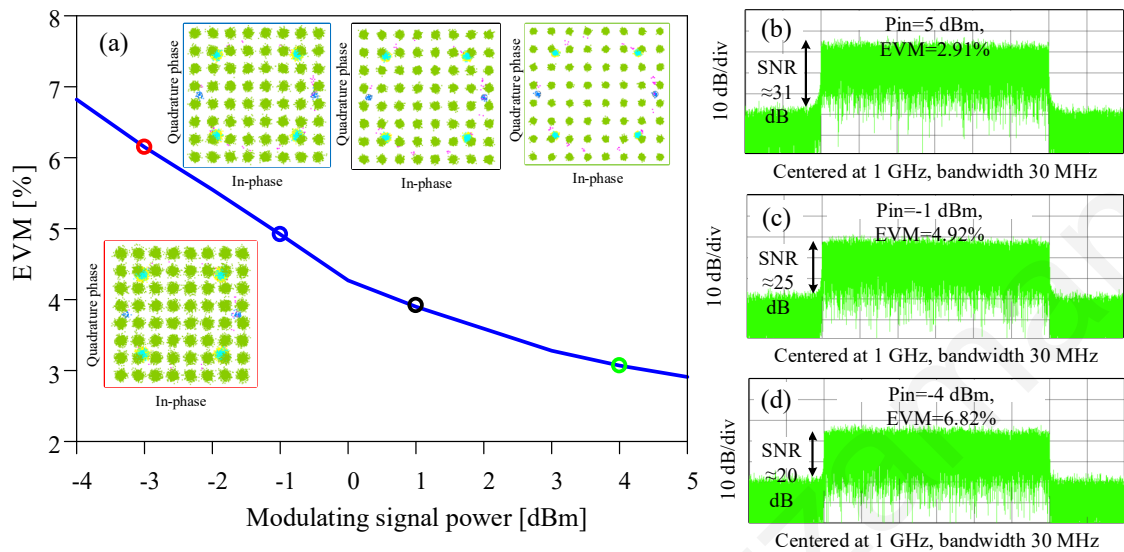 (a)
EVM [%]
8
7
6
5
4
3
2
-4 -3 -2 -1 0 1 2 3 4 5
Modulating signal power [dBm]
Quadrature phase
In-phase
Quadrature phase
In-phase
Quadrature phase
In-phase
Quadrature phase
In-phase
(b)
10 dB/div
Pin=5 dBm,
EVM=2.91%
SNR
≈31
dB
Centered at 1 GHz, bandwidth 30 MHz
(c)
10 dB/div
Pin=-1 dBm,
EVM=4.92%
SNR
≈25
dB
Centered at 1 GHz, bandwidth 30 MHz
(d)
10 dB/div
Pin=-4 dBm,
EVM=6.82%
SNR
≈20
dB
Centered at 1 GHz, bandwidth 30 MHz